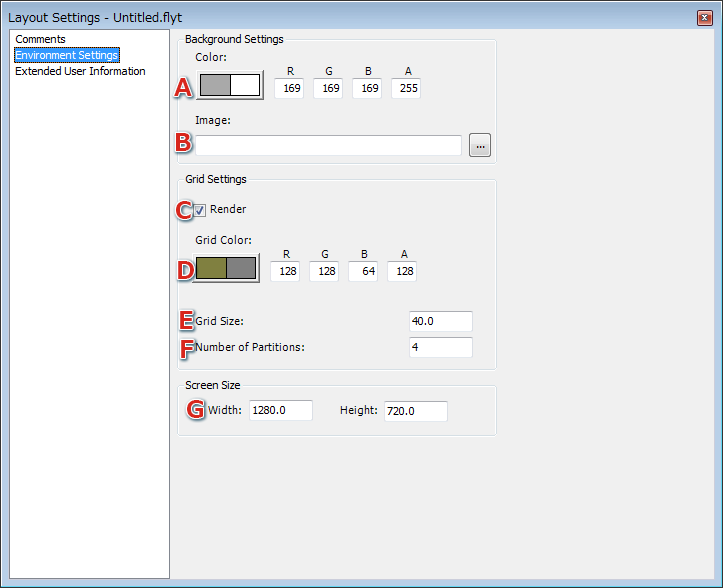 Layout Settings - Untitled.flyt
Comments
Environment Settings
Extended User Information
Background Settings
Color:
R G B A
A 169 169 169 255
Image:
B ...
Grid Settings
C Render
Grid Color:
R G B A
D 128 128 64 128
E Grid Size: 40.0
F Number of Partitions: 4
Screen Size
G Width: 1280.0 Height: 720.0